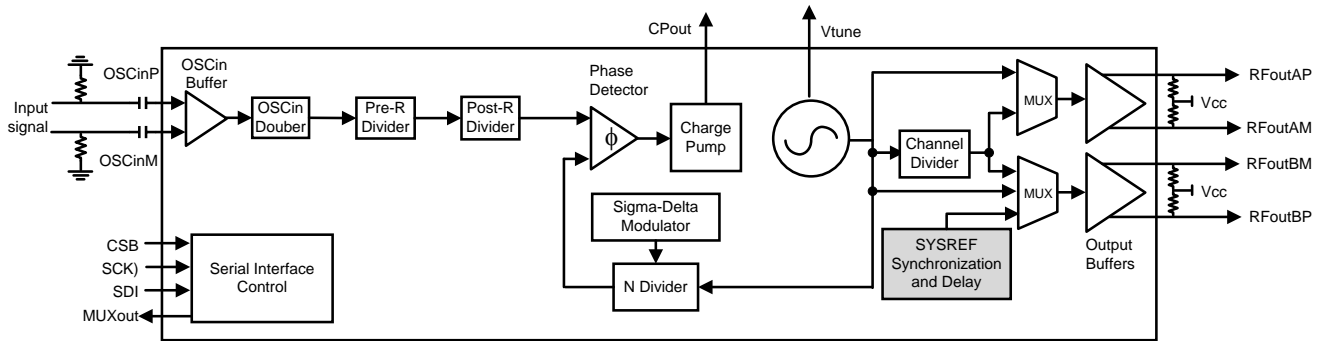 CPout
Vtune
OSCinP
OSCin
Buffer
Input
signal
OSCinM
OSCin
Douber
Pre-R
Divider
Post-R
Divider
Phase
Detector
ϕ
Charge
Pump
Channel
Divider
MUX
MUX
RFoutAP
Vcc
RFoutAM
RFoutBM
Vcc
RFoutBP
Sigma-Delta
Modulator
N Divider
SYSREF
Synchronization
and Delay
Output
Buffers
CSB
SCK)
SDI
MUXout
Serial Interface
Control